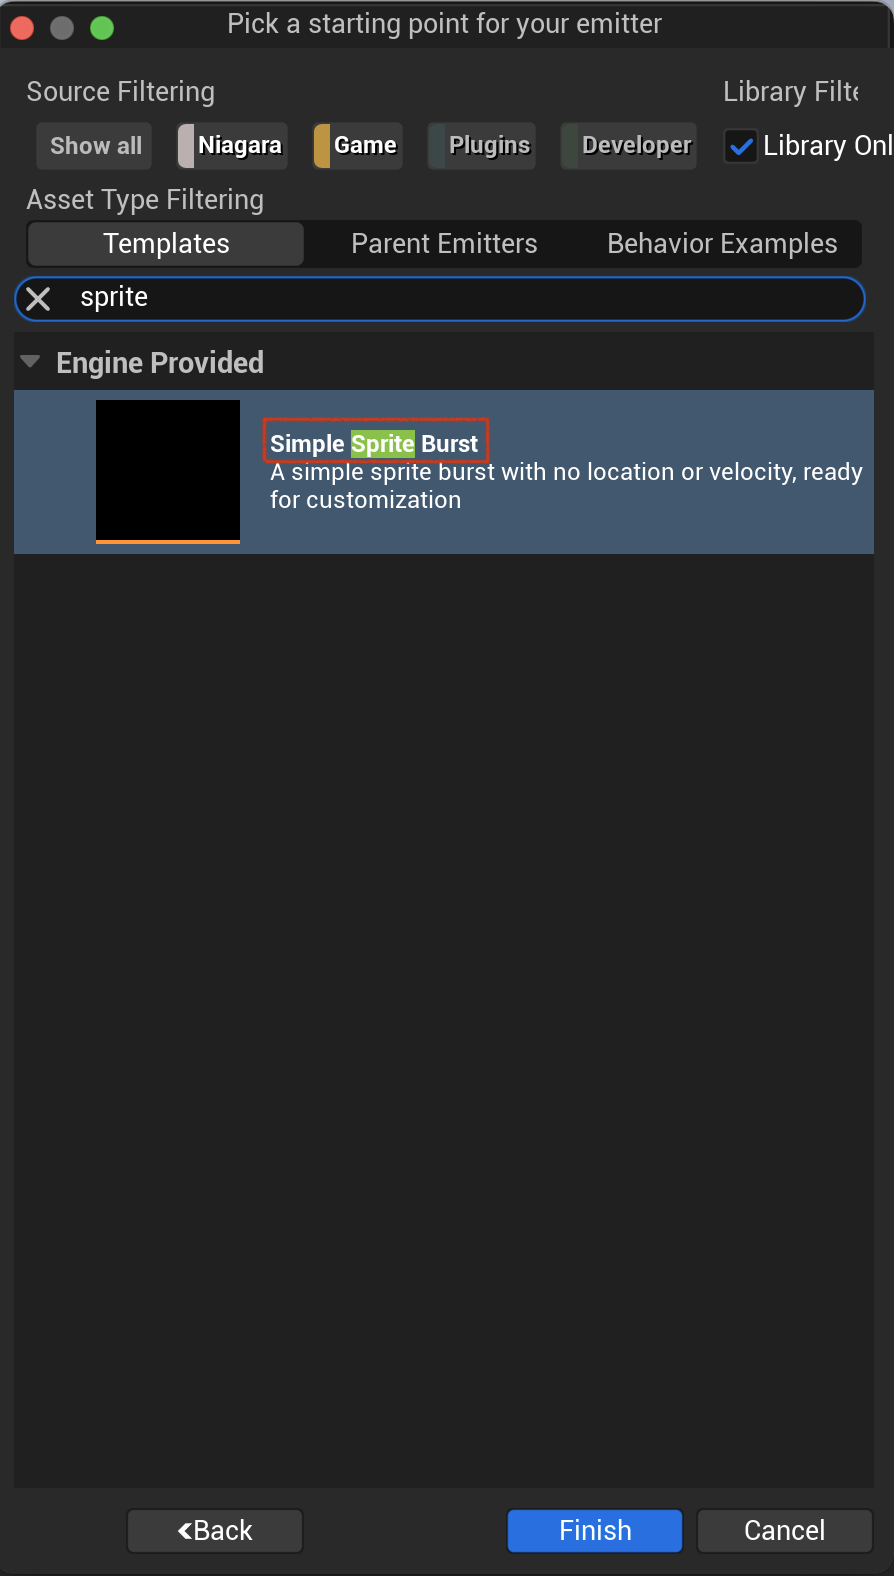 Pick a starting point for your emitter
Source Filtering
Library Filte
Show all
Niagara
Game
Plugins
Developer
Library Onl
Asset Type Filtering
Templates
Parent Emitters
Behavior Examples
sprite
Engine Provided
Simple Sprite Burst
A simple sprite burst with no location or velocity, ready
for customization
<Back
Finish
Cancel